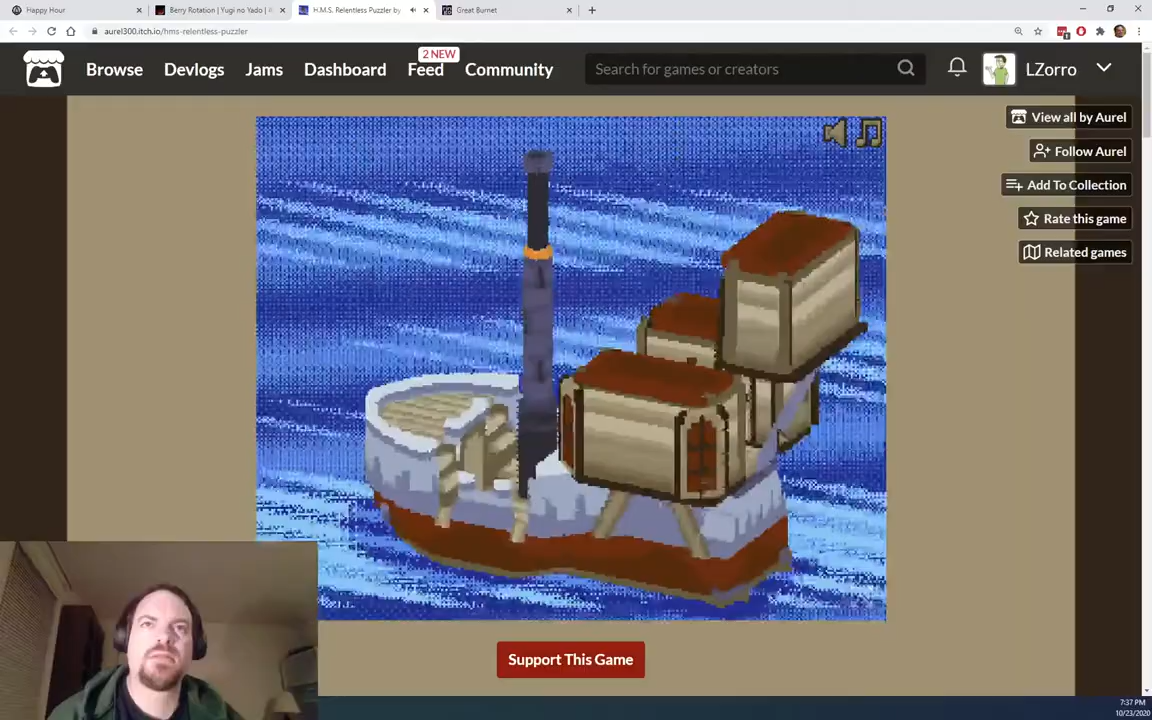 Happy Hour
Berry Rotation | Yugi no Yado | i
H.M.S. Relentless Puzzler by
Great Burnet
aurel300.itch.io/hms-relentless-puzzler
2 NEW
Browse
Devlogs
Jams
Dashboard
Feed
Community
Search for games or creators
LZorro
View all by Aurel
Follow Aurel
Add To Collection
Rate this game
Related games
Support This Game
7:37 PM
10/23/2020